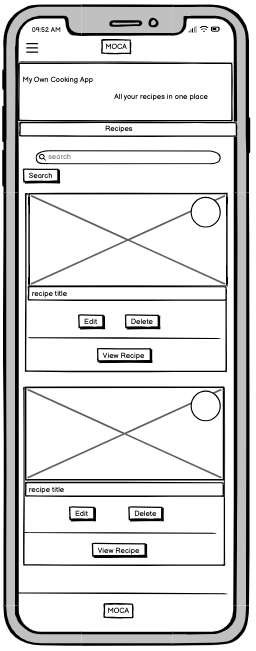 09:52 AM
MOCA
My Own Cooking App
All your recipes in one place
Recipes
search
Search
recipe title
Edit
Delete
View Recipe
recipe title
Edit
Delete
View Recipe
MOCA